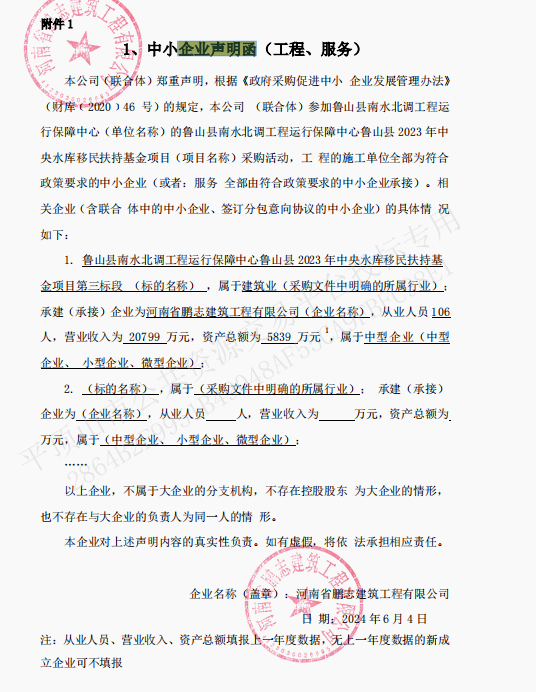 附件 1
1、中小企业声明函（工程、服务）
本公司（联合体）郑重声明，根据《政府采购促进中小 企业发展管理办法》
（财库﹝2020﹞46 号）的规定，本公司 （联合体）参加鲁山县南水北调工程运
行保障中心（单位名称）的鲁山县南水北调工程运行保障中心鲁山县 2023 年中
央水库移民扶持基金项目（项目名称）采购活动，工 程的施工单位全部为符合
政策要求的中小企业（或者：服务 全部由符合政策要求的中小企业承接）。相
关企业（含联合 体中的中小企业、签订分包意向协议的中小企业）的具体情 况
如下：
1. 鲁山县南水北调工程运行保障中心鲁山县 2023 年中央水库移民扶持基
金项目第三标段 （标的名称） ，属于建筑业（采购文件中明确的所属行业）；
承建（承接）企业为河南省鹏志建筑工程有限公司（企业名称），从业人员 106
人，营业收入为 20799 万元，资产总额为 5839 万元 1，属于中型企业（中型
企业、 小型企业、微型企业）；
2. （标的名称） ，属于（采购文件中明确的所属行业）； 承建（承接）
企业为（企业名称），从业人员 人，营业收入为 万元，资产总额为
万元，属于（中型企业、 小型企业、微型企业）；
……
以上企业，不属于大企业的分支机构，不存在控股股东 为大企业的情形，
也不存在与大企业的负责人为同一人的情 形。
本企业对上述声明内容的真实性负责。如有虚假，将依 法承担相应责任。
企业名称（盖章）：河南省鹏志建筑工程有限公司
日 期：2024 年 6 月 4 日
注：从业人员、营业收入、资产总额填报上一年度数据，无上一年度数据的新成
立企业可不填报
河南省鹏志建筑工程有限公司
河南省鹏志建筑工程有限公司